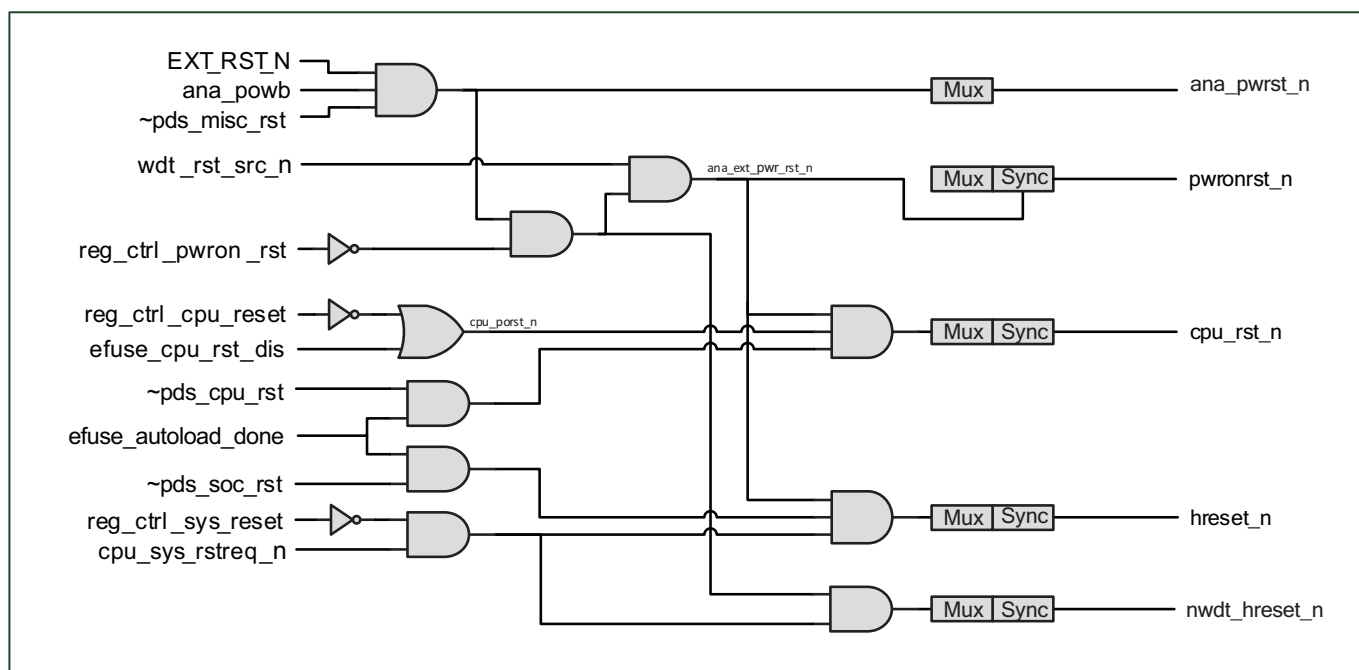 EXT_RST_N
ana_powb
~pds_misc_rst
wdt _rst_src_n
reg_ctrl _pwron _rst
reg_ctrl _cpu_reset
efuse_cpu_rst_dis
~pds_cpu_rst
efuse_autoload_done
~pds_soc_rst
reg_ctrl _sys_reset
cpu_sys_rstreq_n
ana_ext_pwr_rst_n
cpu_porst_n
Mux
ana_pwrst_n
Mux Sync
pwronrst_n
Mux Sync
cpu_rst_n
Mux Sync
hreset_n
Mux Sync
nwdt_hreset_n